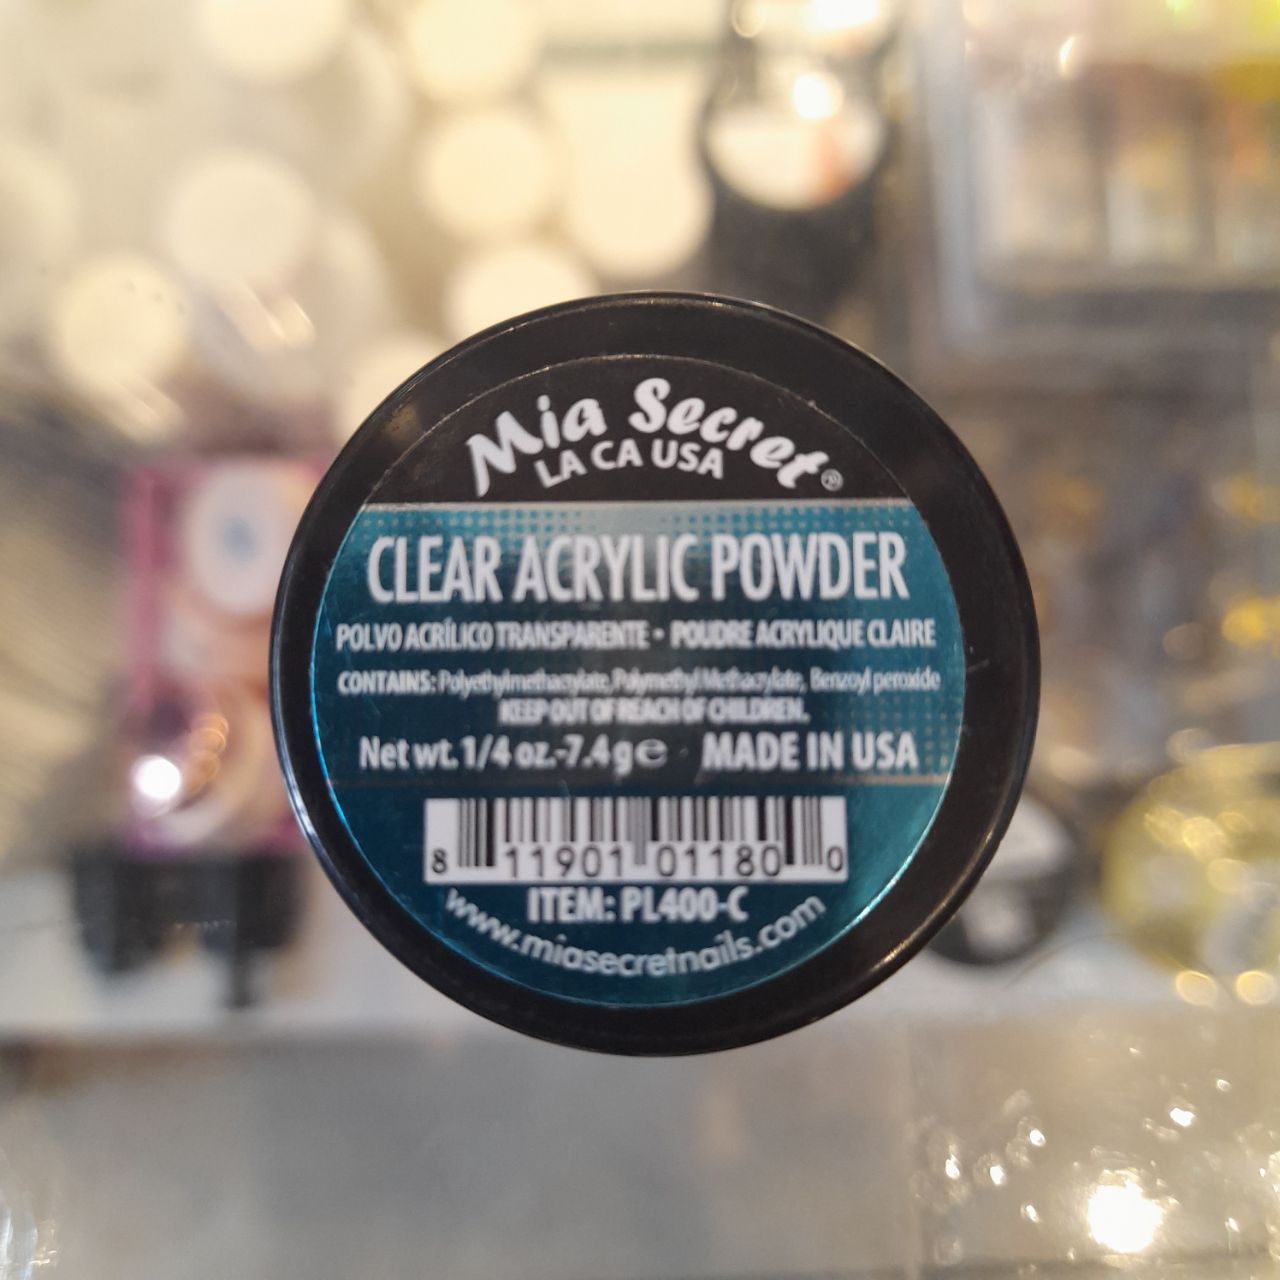 Mia Secret®
LA CA USA
CLEAR ACRYLIC POWDER
POLVO ACRÍLICO TRANSPARENTE • POUDRE ACRYLIQUE CLAIRE
CONTAINS: Polyethylmethacrylate, Polymethyl Methacrylate, Benzoyl peroxide
KEEP OUT OF REACH OF CHILDREN.
Net wt. 1/4 oz.-7.4 g ℮ MADE IN USA
8 11901 01180 0
ITEM: PL400-C
www.miasecretnails.com